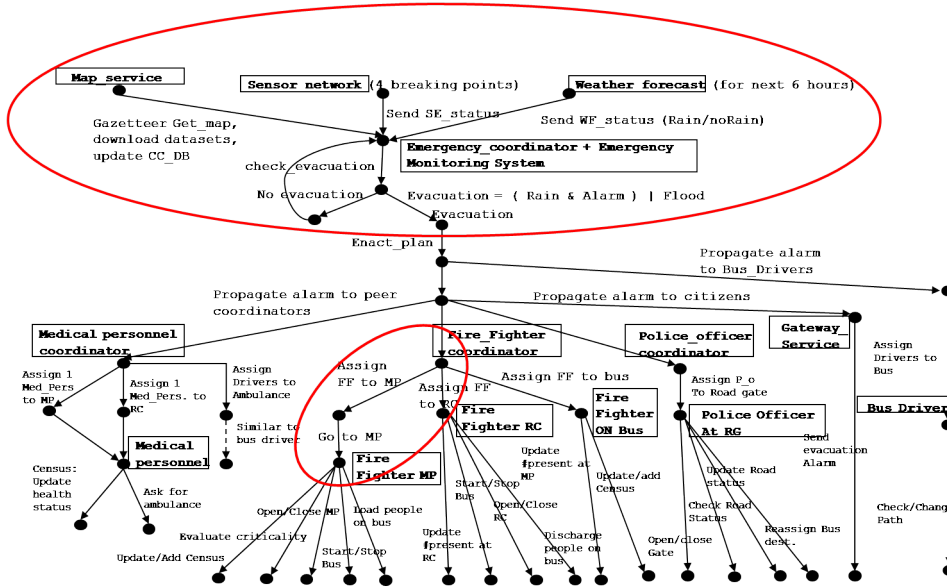 Map_service
Sensor network (4 breaking points)
Weather forecast (for next 6 hours)
Gazetteer Get_map,
download datasets,
update CC_DB
Send SE_status
Send WF_status (Rain/noRain)
Emergency_coordinator + Emergency
Monitoring System
check_evacuation
No evacuation
Evacuation = ( Rain & Alarm ) | Flood
Evacuation
Enact_plan
Propagate alarm
to Bus_Drivers
Propagate alarm to peer
coordinators
Propagate alarm to citizens
Medical personnel
coordinator
Fire_Fighter
coordinator
Police_officer
coordinator
Gateway_
Service
Assign
Drivers to
Bus
Assign 1
Med_Pers
to MP
Assign 1
Med_Pers. to
RC
Assign
Drivers to
Ambulance
Assign
FF to MP
Assign FF
to RC
Assign FF to bus
Assign P_o
To Road gate
Bus Driver
Similar to
bus driver
Go to MP
Fire
Fighter RC
Fire
Fighter
ON Bus
Police Officer
At RG
Medical
personnel
Fire
Fighter MP
Send
evacuation
Alarm
Census:
Update
health
status
Ask for
ambulance
Update
#present at
MP
Start/Stop
Bus
Update/add
Census
Update Road
status
Open/Close MP
Load people
on bus
Open/Close
RC
Check Road
Status
Check/Change
Path
Evaluate criticality
Update/Add Census
Start/Stop
Bus
Update
#present at
RC
Discharge
people on
bus
Open/close
Gate
Reassign Bus
dest.